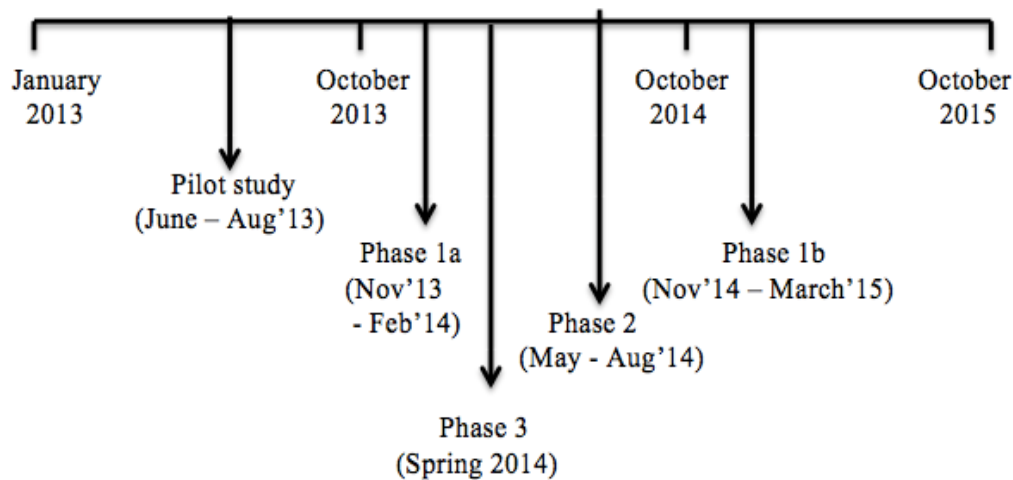 January
2013
October
2013
October
2014
October
2015
Pilot study
(June – Aug’13)
Phase 1a
(Nov’13
- Feb’14)
Phase 1b
(Nov’14 – March’15)
Phase 2
(May - Aug’14)
Phase 3
(Spring 2014)